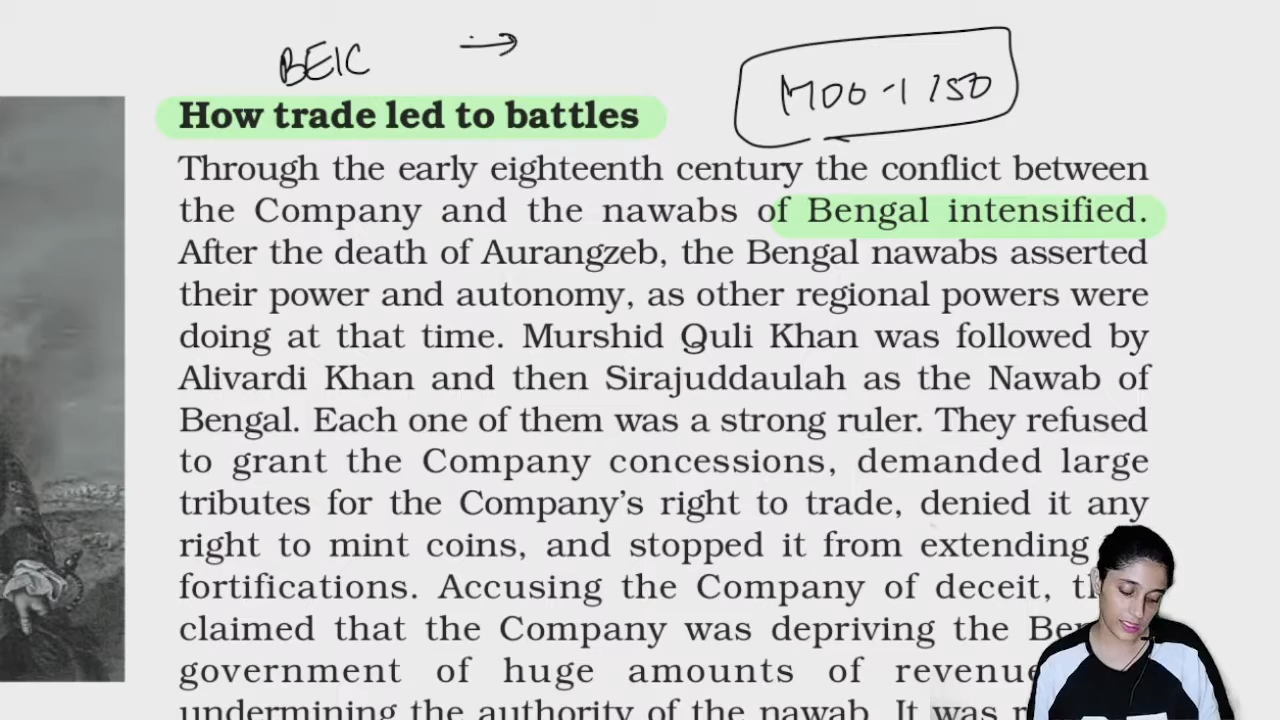 BEIC →
1700 - 1750
How trade led to battles
Through the early eighteenth century the conflict between
the Company and the nawabs of Bengal intensified.
After the death of Aurangzeb, the Bengal nawabs asserted
their power and autonomy, as other regional powers were
doing at that time. Murshid Quli Khan was followed by
Alivardi Khan and then Sirajuddaulah as the Nawab of
Bengal. Each one of them was a strong ruler. They refused
to grant the Company concessions, demanded large
tributes for the Company's right to trade, denied it any
right to mint coins, and stopped it from extending
fortifications. Accusing the Company of deceit,
claimed that the Company was depriving the
government of huge amounts of revenue
undermining the authority of the nawab. It was